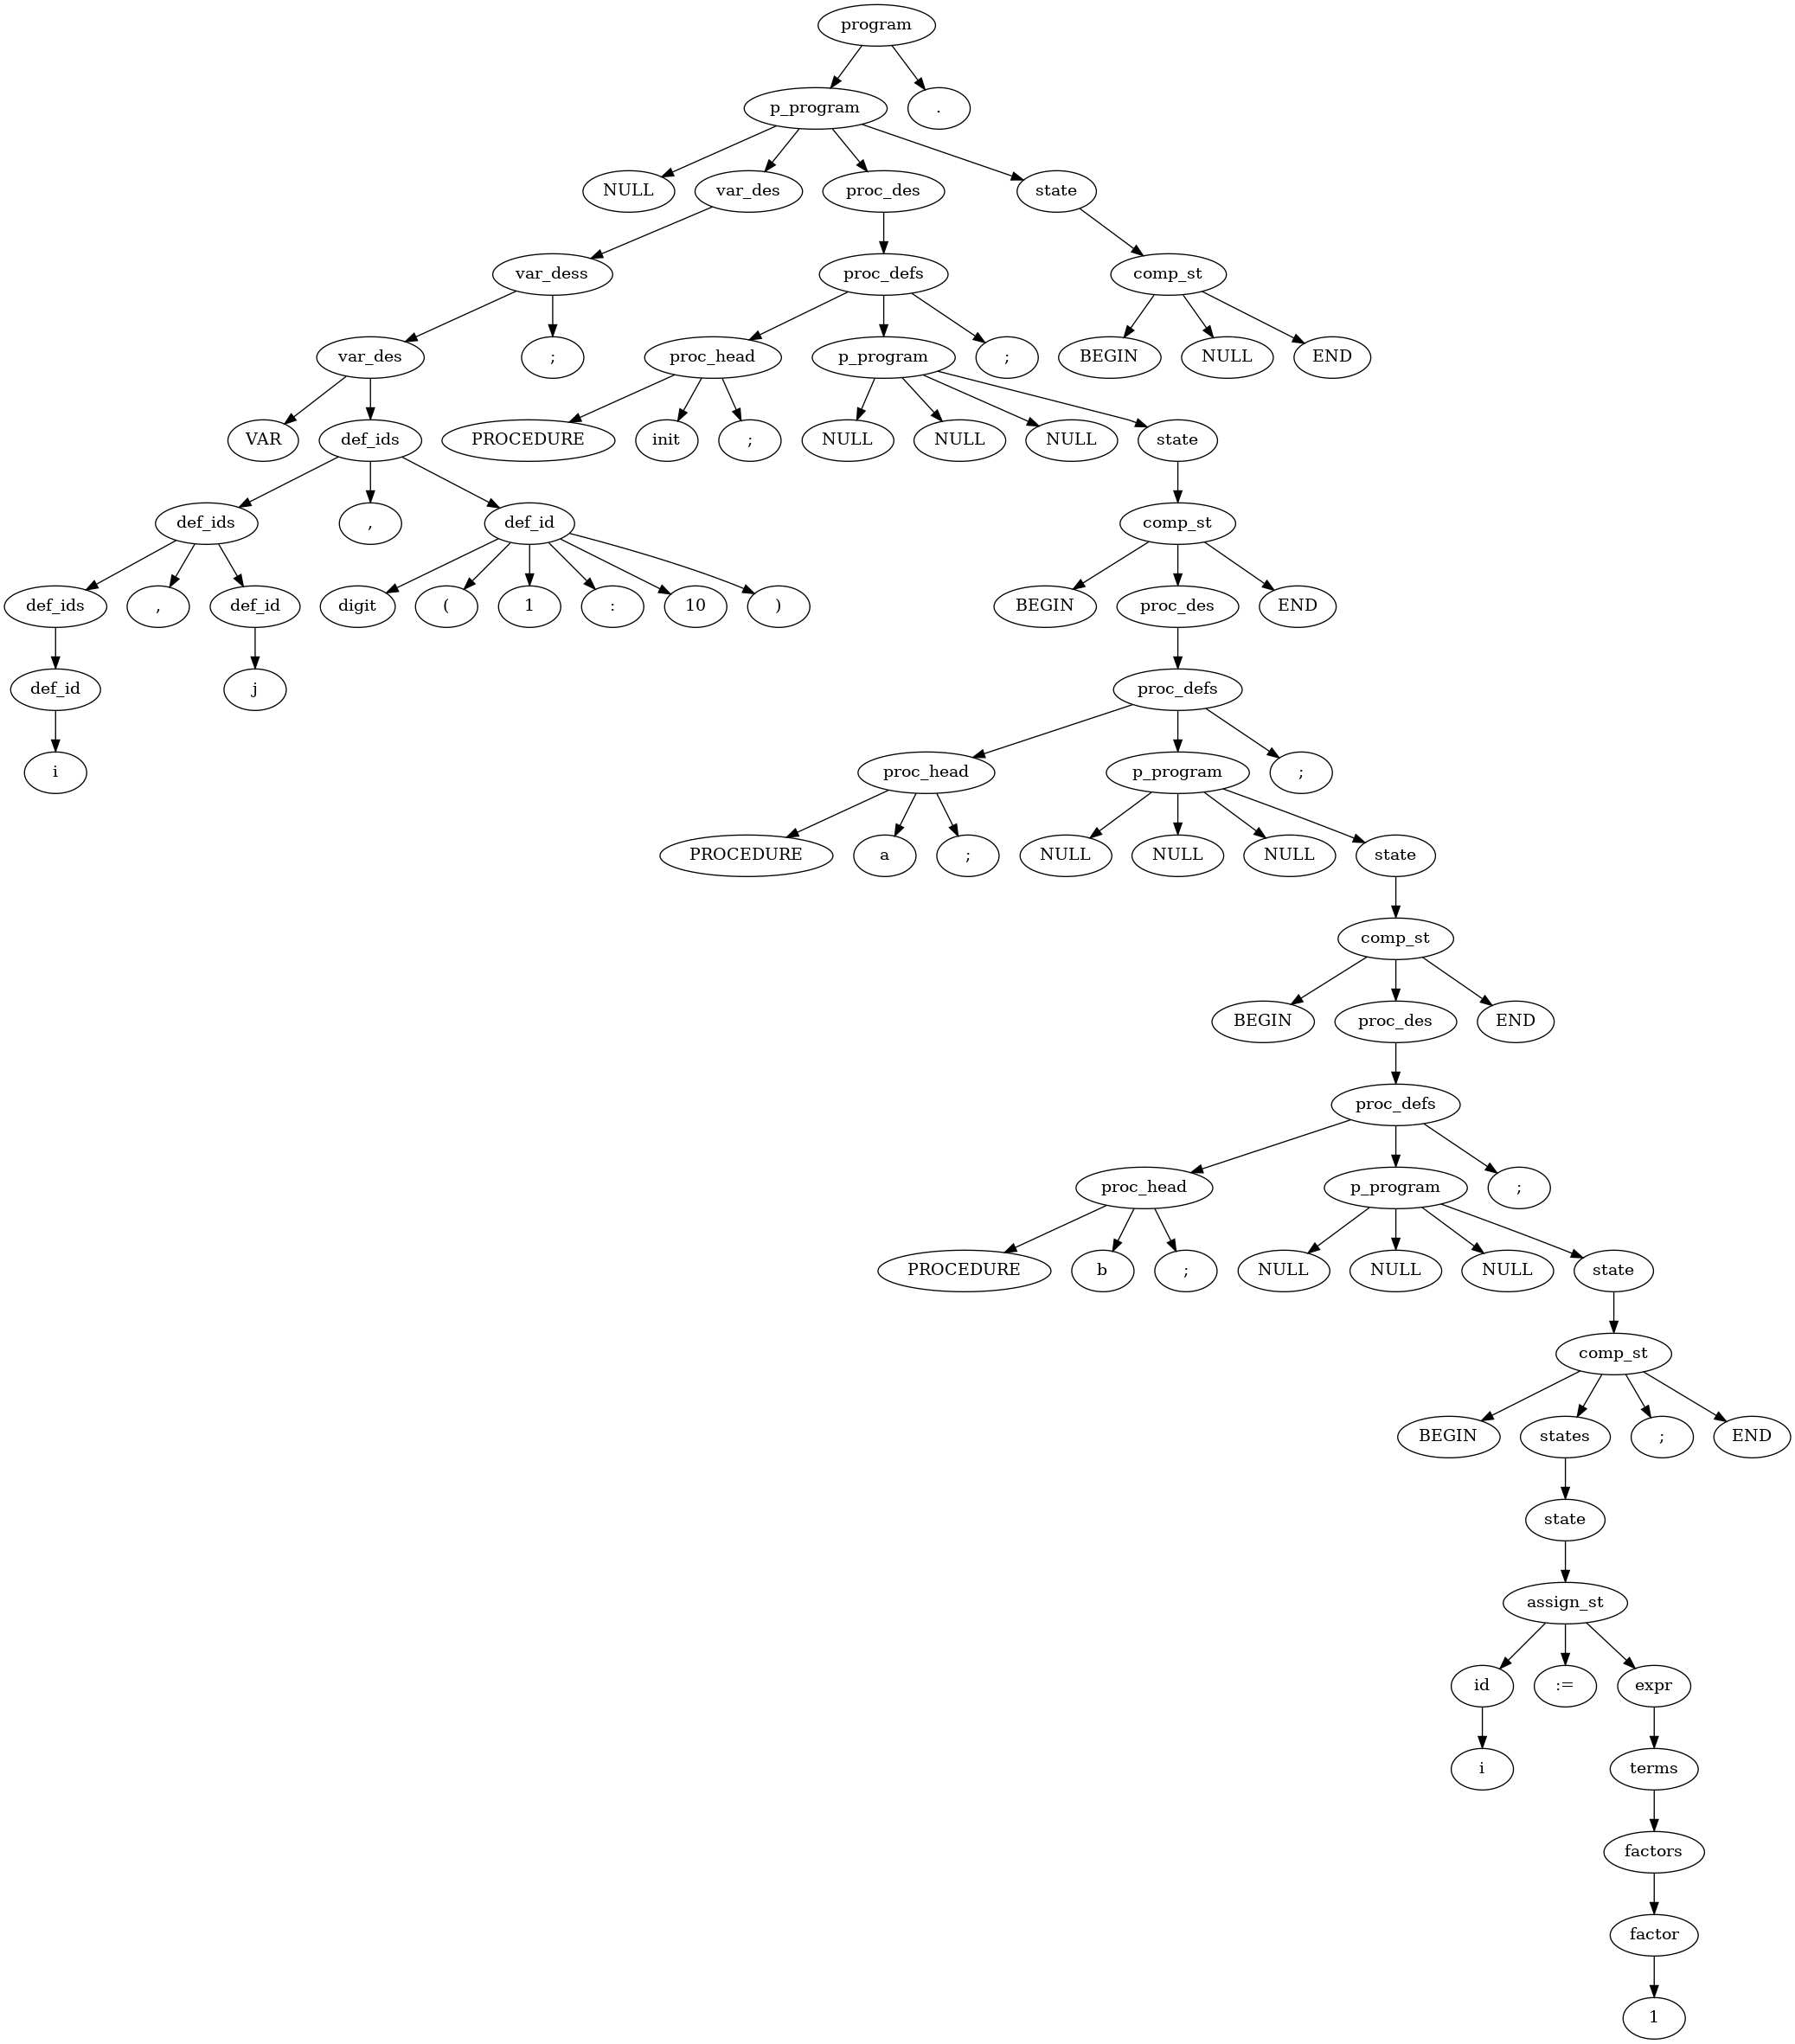 program
p_program .
NULL var_des proc_des state
var_dess proc_defs comp_st
var_des ; proc_head p_program ; BEGIN NULL END
VAR def_ids PROCEDURE init ; NULL NULL NULL state
def_ids , def_id comp_st
def_ids , def_id digit ( 1 : 10 ) BEGIN proc_des END
def_id j proc_defs
i proc_head p_program ;
PROCEDURE a ; NULL NULL NULL state
comp_st
BEGIN proc_des END
proc_defs
proc_head p_program ;
PROCEDURE b ; NULL NULL NULL state
comp_st
BEGIN states ; END
state
assign_st
id := expr
i terms
factors
factor
1